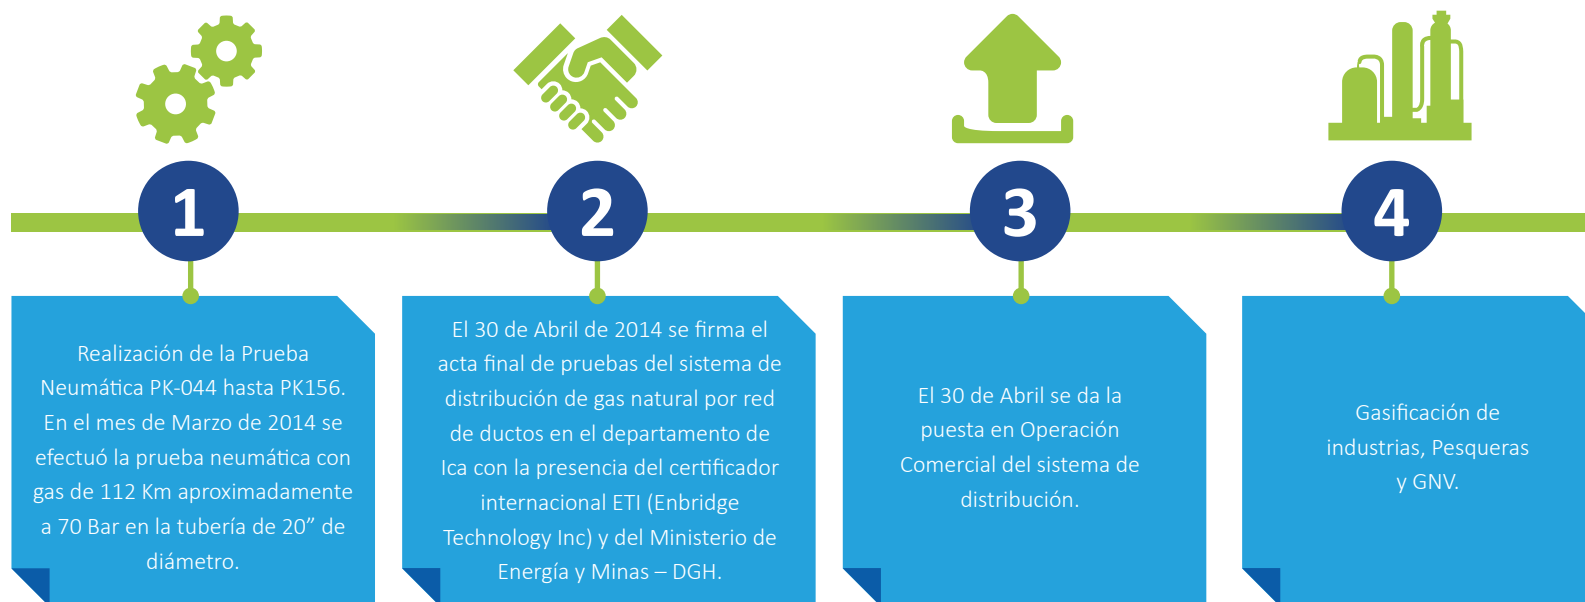 1
Realización de la Prueba
Neumática PK-044 hasta PK156.
En el mes de Marzo de 2014 se
efectuó la prueba neumática con
gas de 112 Km aproximadamente
a 70 Bar en la tubería de 20” de
diámetro.
2
El 30 de Abril de 2014 se firma el
acta final de pruebas del sistema de
distribución de gas natural por red
de ductos en el departamento de
Ica con la presencia del certificador
internacional ETI (Enbridge
Technology Inc) y del Ministerio de
Energía y Minas – DGH.
3
El 30 de Abril se da la
puesta en Operación
Comercial del sistema de
distribución.
4
Gasificación de
industrias, Pesqueras
y GNV.